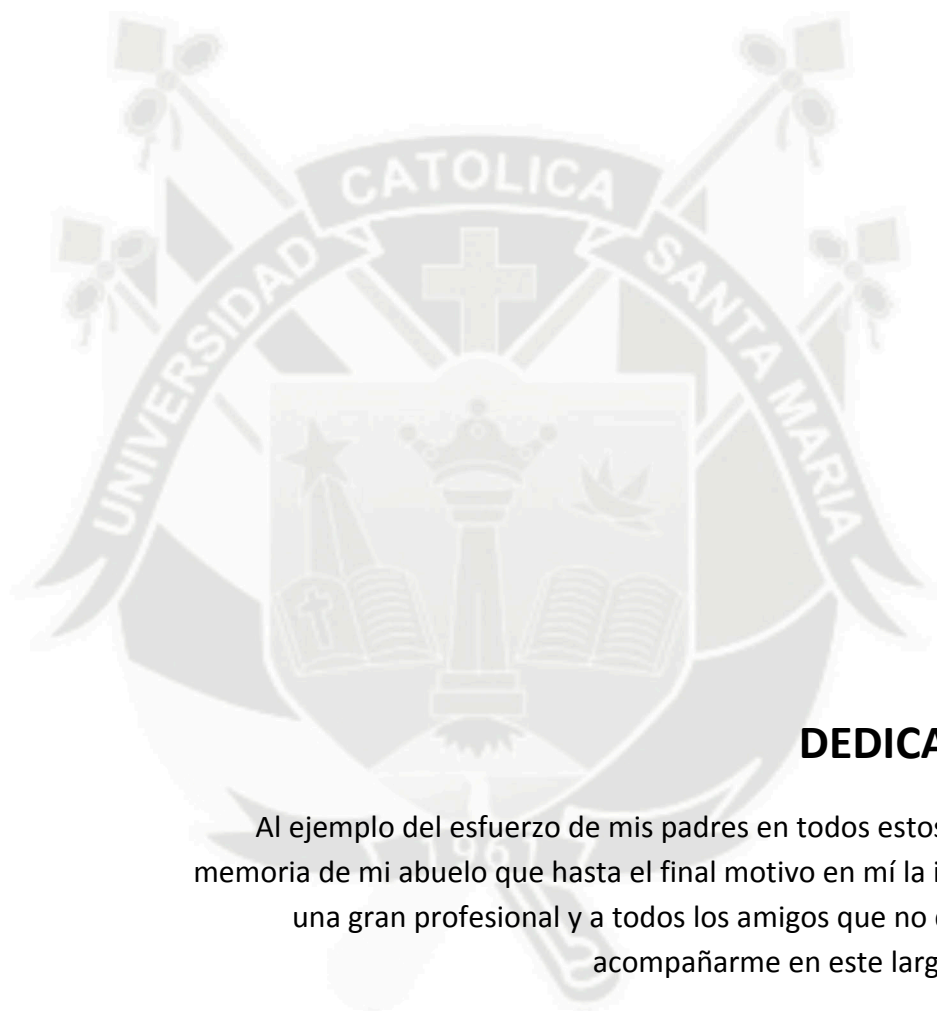 UNIVERSIDAD CATOLICA SANTA MARIA
DEDICA
Al ejemplo del esfuerzo de mis padres en todos estos
memoria de mi abuelo que hasta el final motivo en mí la
una gran profesional y a todos los amigos que no
acompañarme en este larg
1961